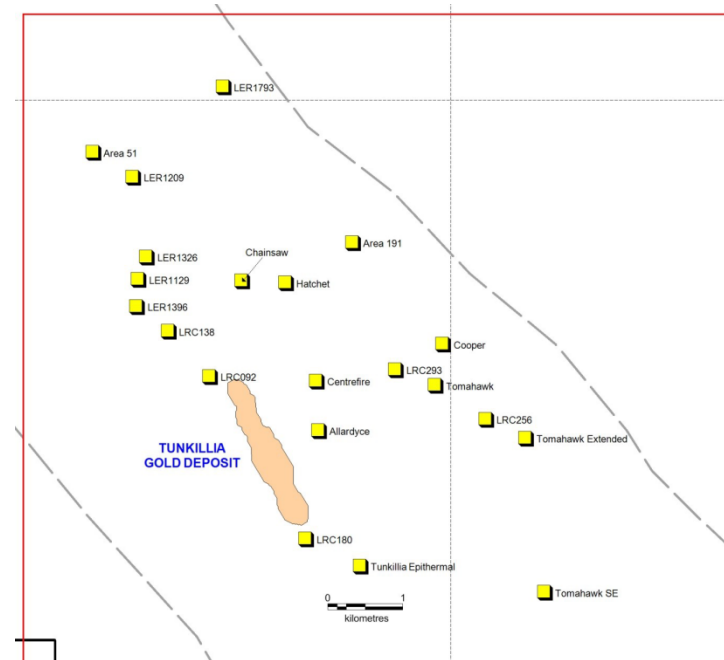 LER1793
Area 51
LER1209
Area 191
Chainsaw
LER1326
LER1129
Hatchet
LER1396
LRC138
Cooper
LRC092
Centrefire
LRC293
Tomahawk
LRC256
Allardyce
Tomahawk Extended
TUNKILLIA
GOLD DEPOSIT
LRC180
Tunkillia Epithermal
Tomahawk SE
0 1
kilometres